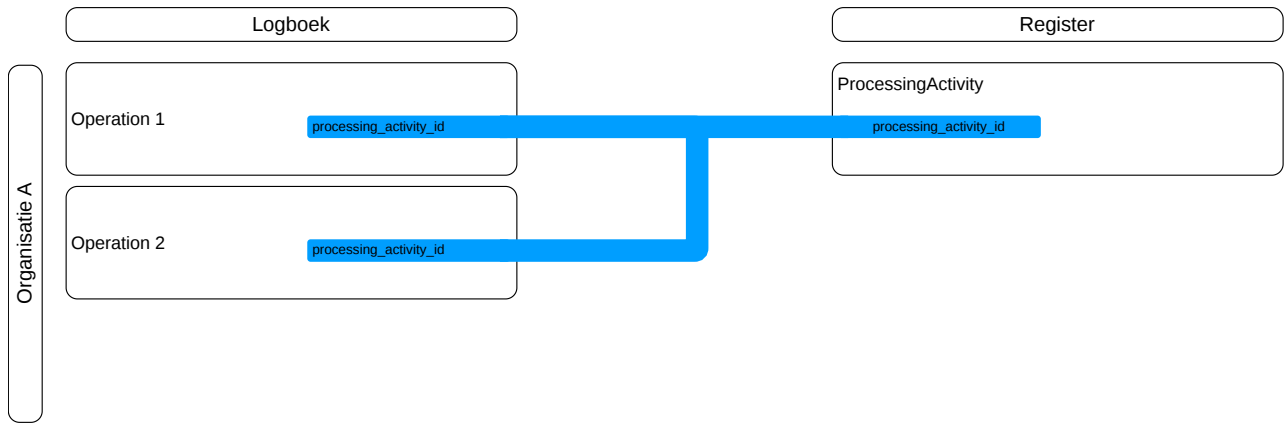 Logboek
Register
Organisatie A
ProcessingActivity
Operation 1
processing_activity_id
processing_activity_id
Operation 2
processing_activity_id